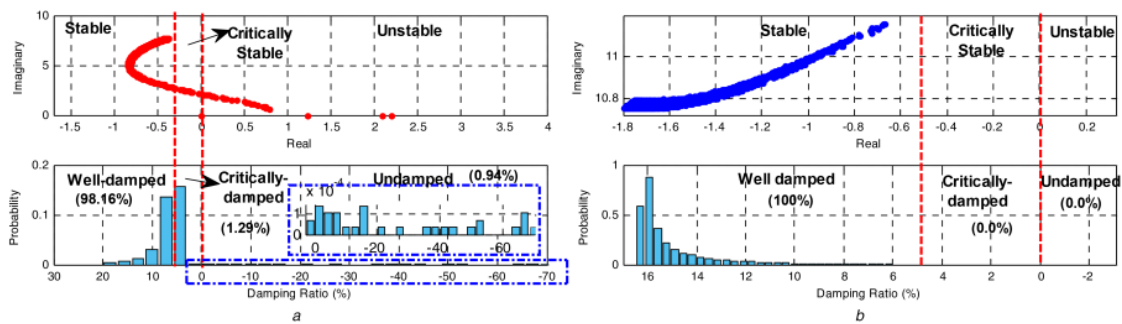 Stable
Critically
Stable
Unstable
Imaginary
10
5
0
-1.5 -1 -0.5 0 0.5 1 1.5 2 2.5 3 3.5 4
Real
Well-damped
(98.16%)
Critically-
damped
(1.29%)
Undamped (0.94%)
x 10^-4
1
0
0 -20 -40 -60
Probability
0.2
0.1
0
30 20 10 0 -10 -20 -30 -40 -50 -60 -70
Damping Ratio (%)
a
Stable
Critically
Stable
Unstable
Imaginary
11
10.8
-1.8 -1.6 -1.4 -1.2 -1 -0.8 -0.6 -0.4 -0.2 0 0.2
Real
Well damped
(100%)
Critically-
damped
(0.0%)
Undamped
(0.0%)
Probability
1
0.5
0
16 14 12 10 8 6 4 2 0 -2
Damping Ratio (%)
b